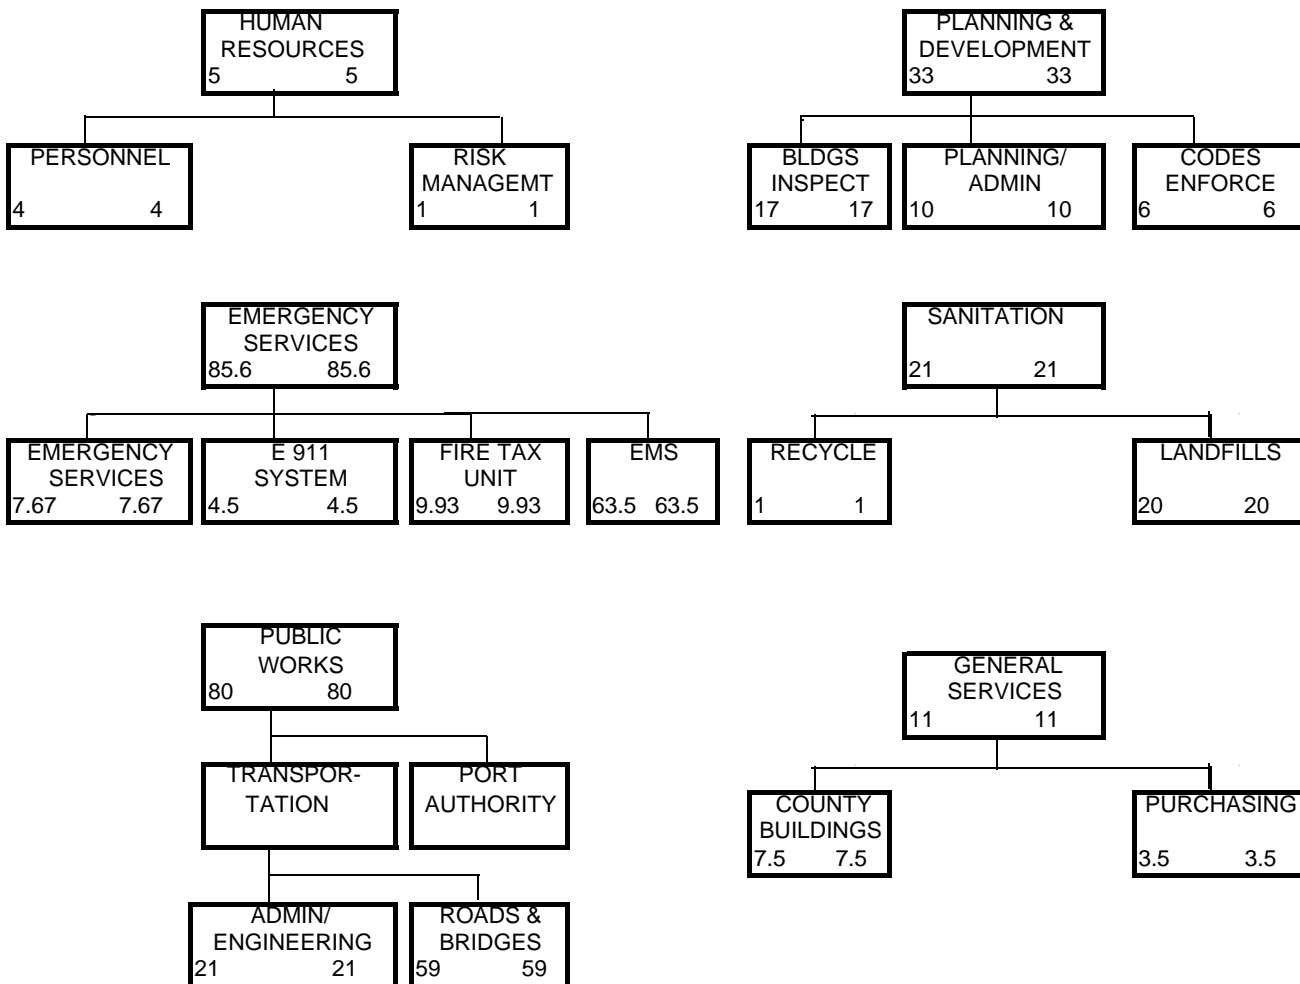 HUMAN
RESOURCES
5 5
PLANNING &
DEVELOPMENT
33 33
PERSONNEL
4 4
RISK
MANAGEMT
1 1
BLDGS
INSPECT
17 17
PLANNING/
ADMIN
10 10
CODES
ENFORCE
6 6
EMERGENCY
SERVICES
85.6 85.6
SANITATION
21 21
EMERGENCY
SERVICES
7.67 7.67
E 911
SYSTEM
4.5 4.5
FIRE TAX
UNIT
9.93 9.93
EMS
63.5 63.5
RECYCLE
1 1
LANDFILLS
20 20
PUBLIC
WORKS
80 80
GENERAL
SERVICES
11 11
TRANSPOR-
TATION
PORT
AUTHORITY
COUNTY
BUILDINGS
7.5 7.5
PURCHASING
3.5 3.5
ADMIN/
ENGINEERING
21 21
ROADS &
BRIDGES
59 59